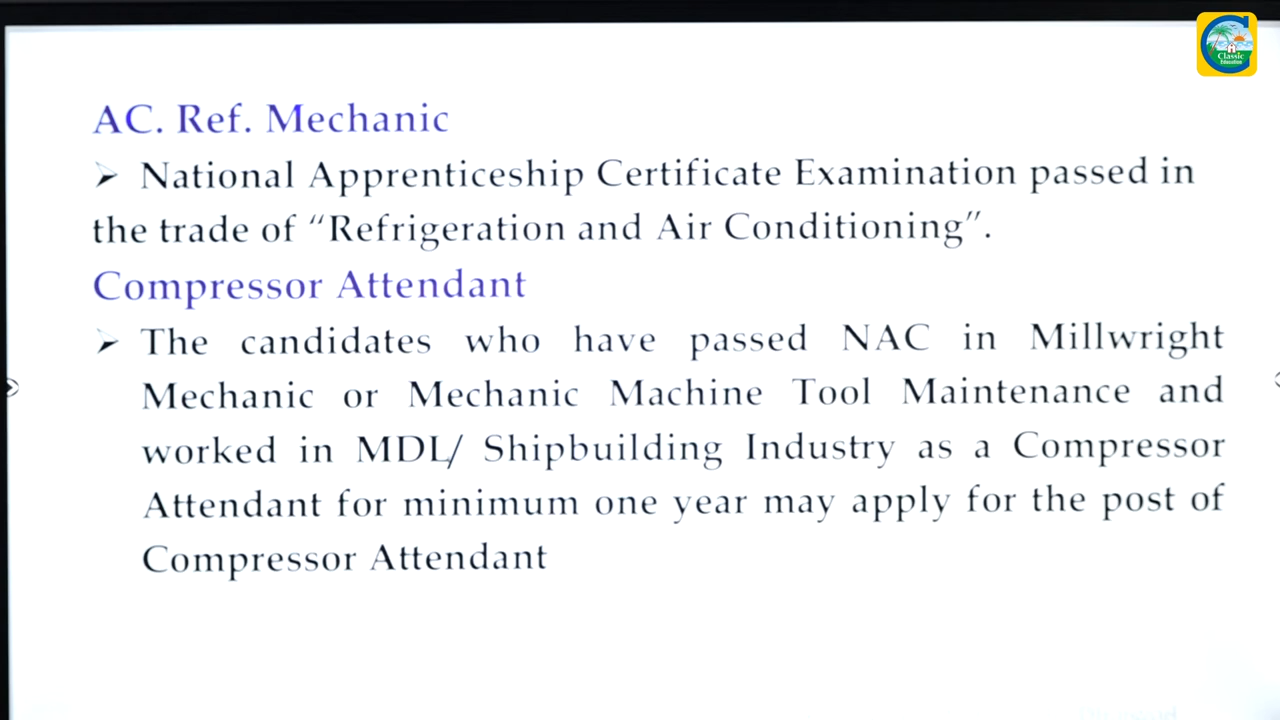 Classic
Education
AC. Ref. Mechanic
➢ National Apprenticeship Certificate Examination passed in
the trade of “Refrigeration and Air Conditioning”.
Compressor Attendant
➢ The candidates who have passed NAC in Millwright
Mechanic or Mechanic Machine Tool Maintenance and
worked in MDL/ Shipbuilding Industry as a Compressor
Attendant for minimum one year may apply for the post of
Compressor Attendant